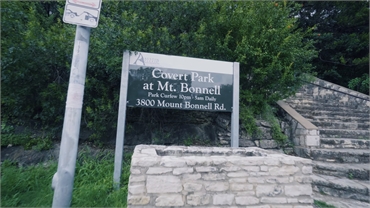 Covert Park
at Mt. Bonnell
Park Curfew 10pm - 5am Daily
3800 Mount Bonnell Rd.